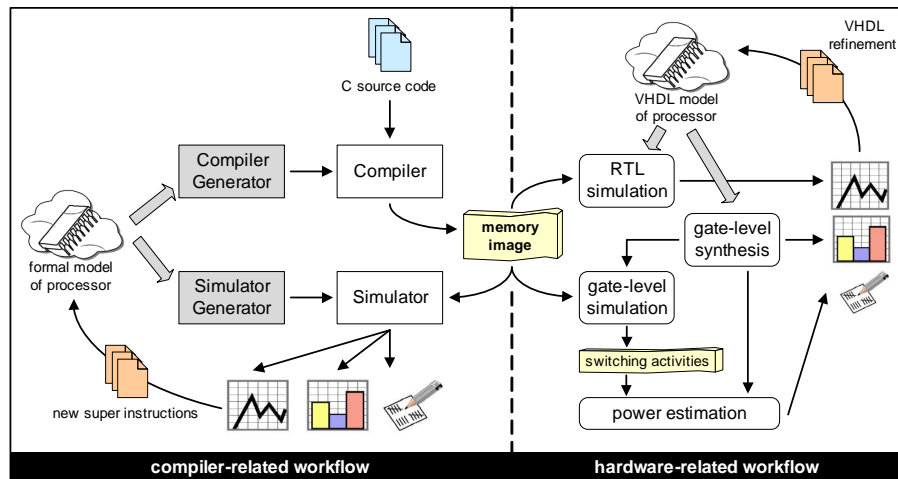 C source code
Compiler
Generator
Compiler
formal model
of processor
Simulator
Generator
Simulator
new super instructions
memory
image
VHDL
refinement
VHDL model
of processor
RTL
simulation
gate-level
synthesis
gate-level
simulation
switching activities
power estimation
compiler-related workflow
hardware-related workflow